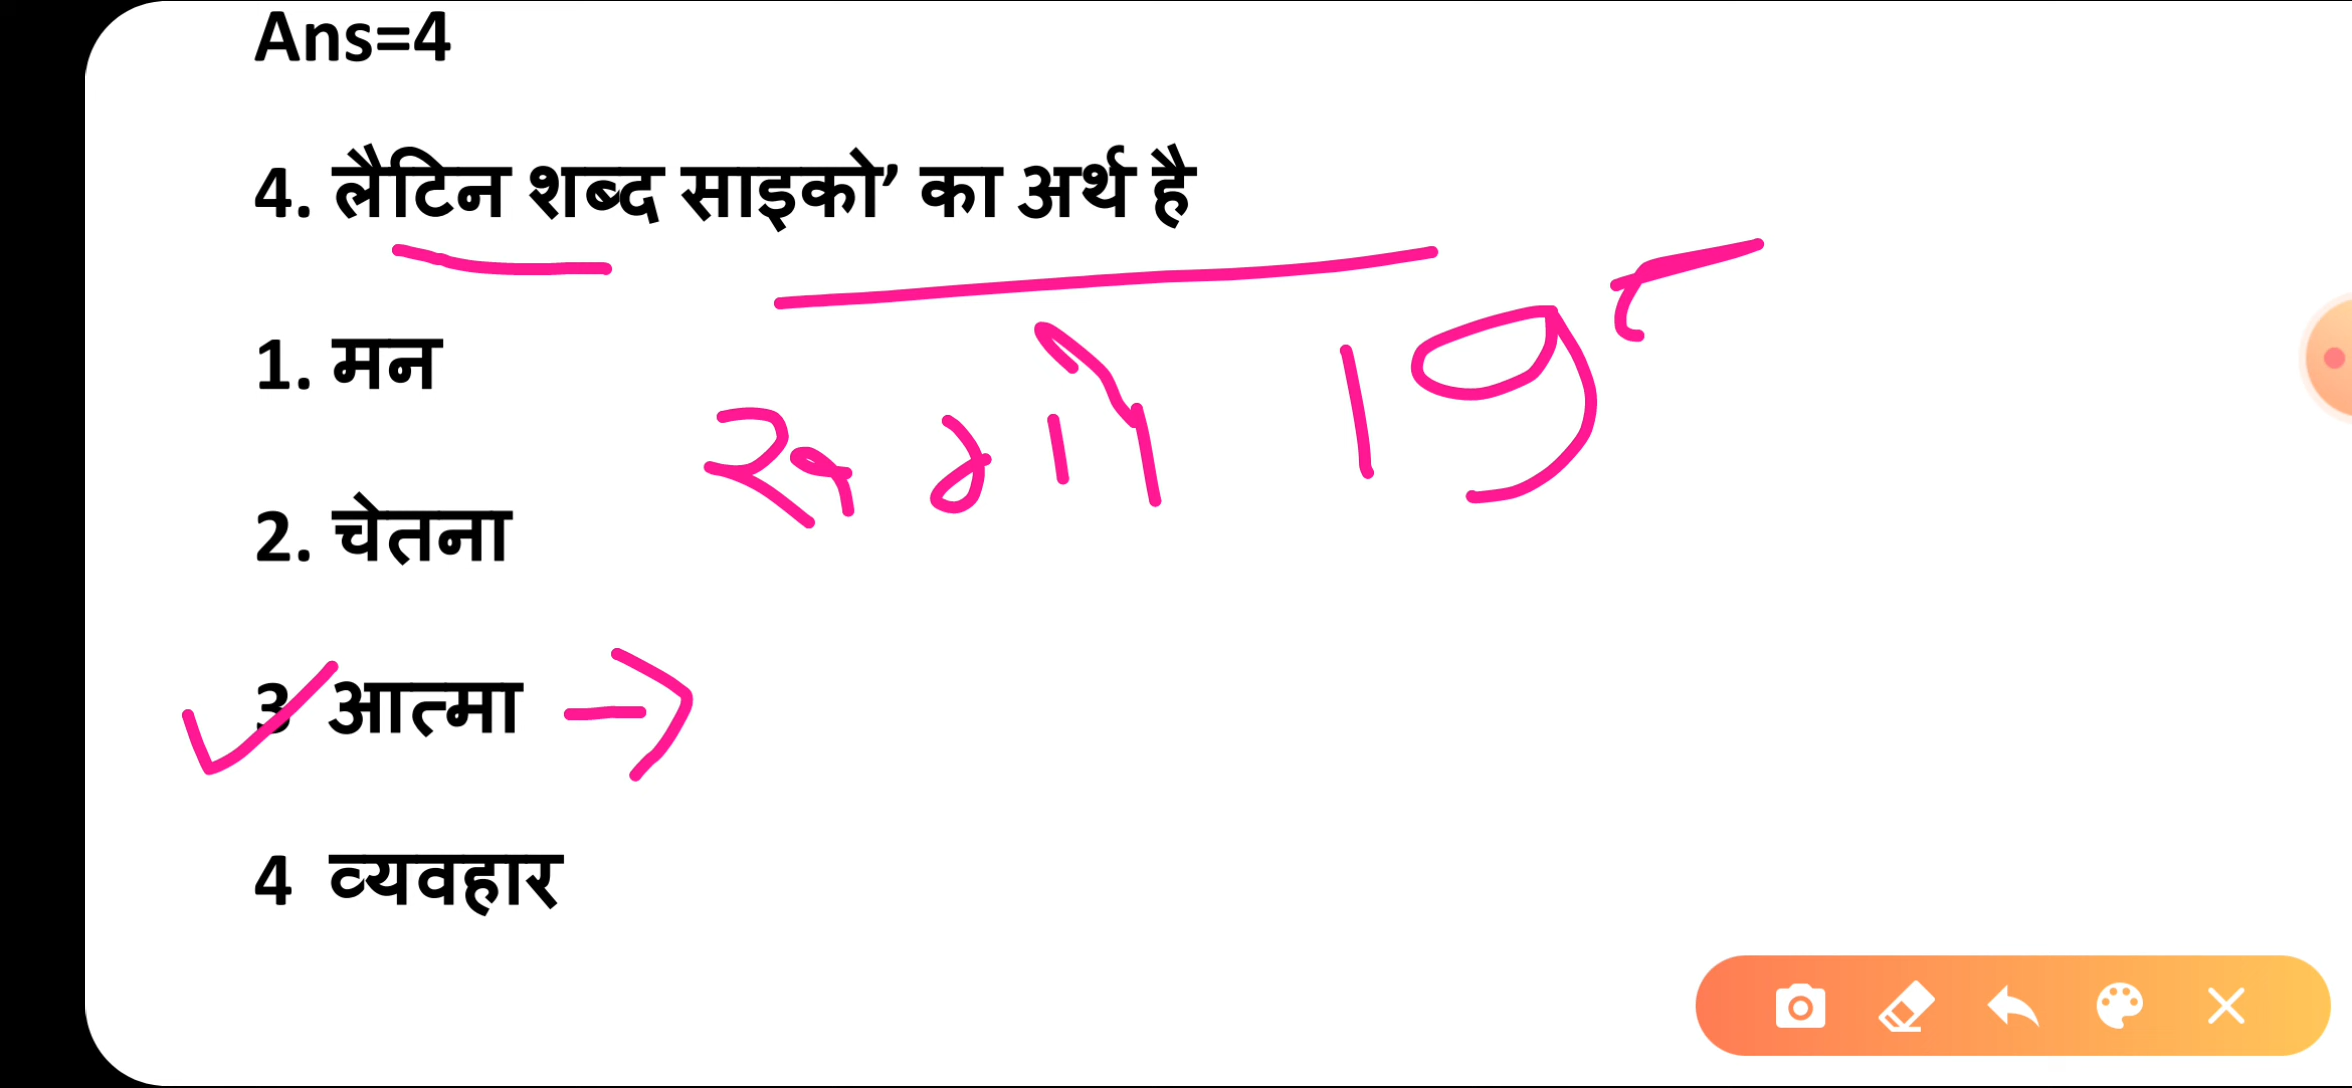 Ans=4
4. लैटिन शब्द साइको’ का अर्थ है
1. मन
2. चेतना
3 आत्मा
4 व्यवहार